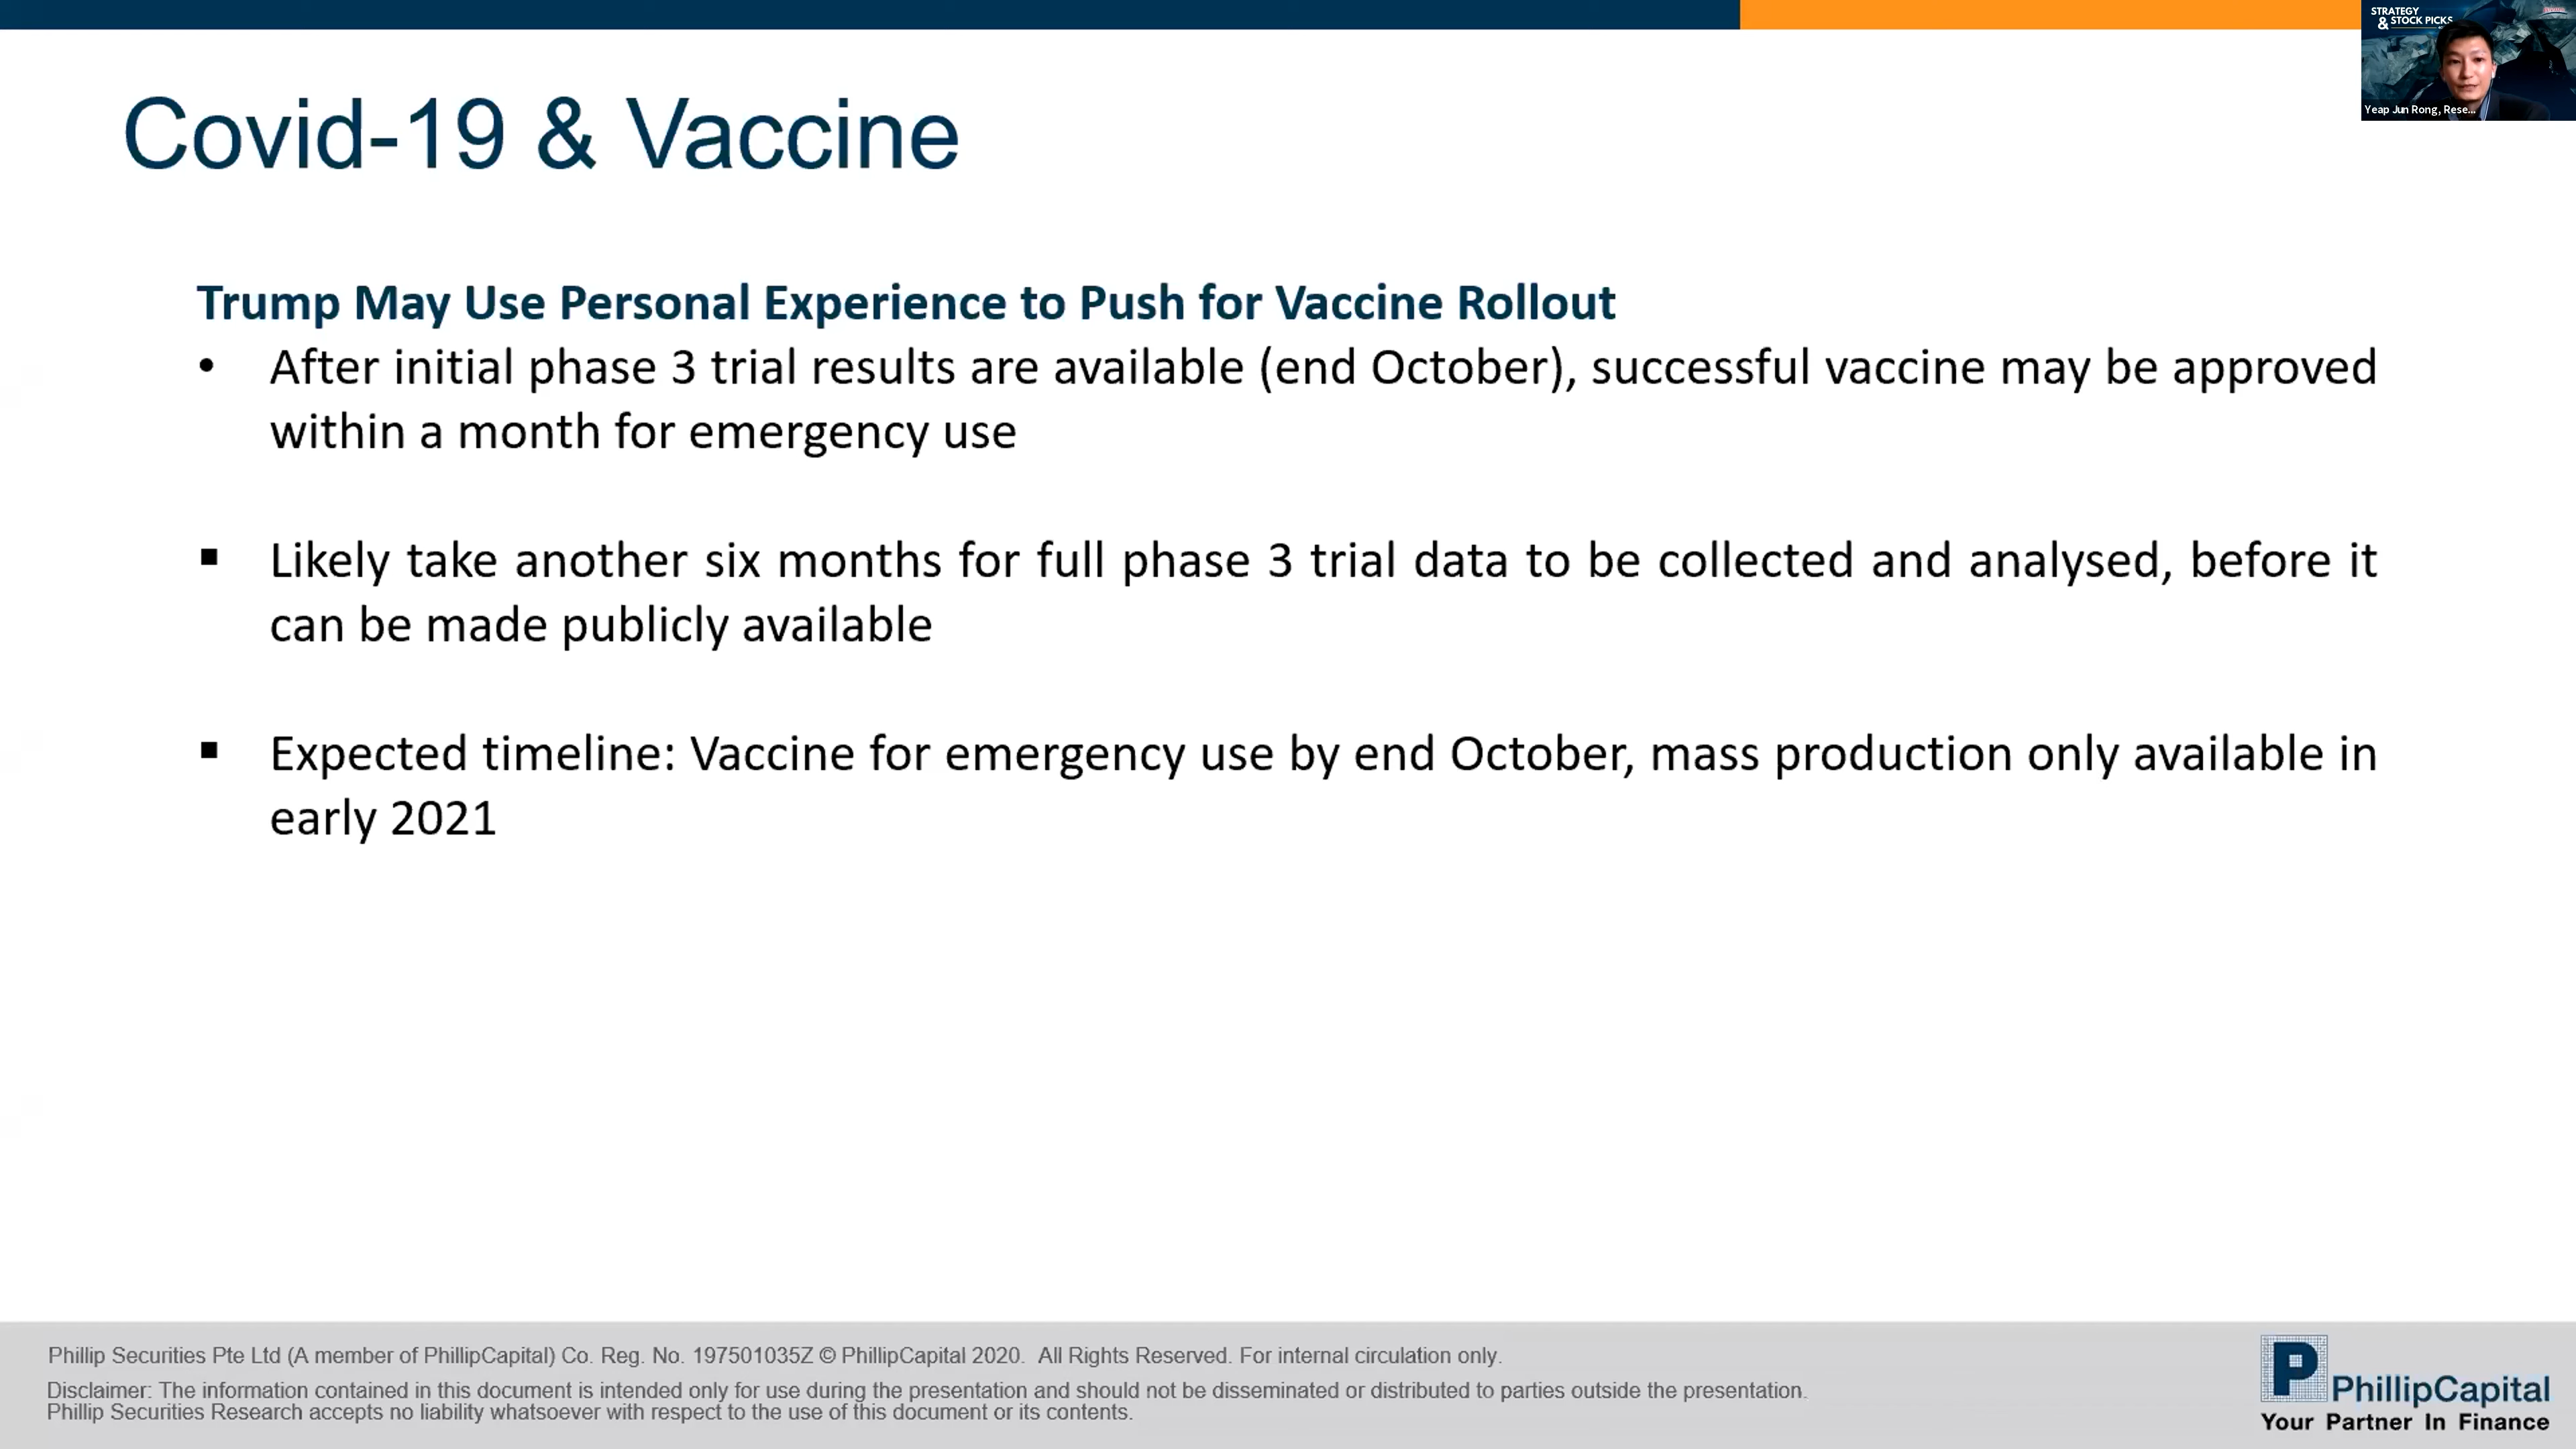 STRATEGY
& STOCK PICKS
Yeap Jun Rong, Rese...
Covid-19 & Vaccine
Trump May Use Personal Experience to Push for Vaccine Rollout
• After initial phase 3 trial results are available (end October), successful vaccine may be approved
within a month for emergency use
▪ Likely take another six months for full phase 3 trial data to be collected and analysed, before it
can be made publicly available
▪ Expected timeline: Vaccine for emergency use by end October, mass production only available in
early 2021
Phillip Securities Pte Ltd (A member of PhillipCapital) Co. Reg. No. 197501035Z © PhillipCapital 2020. All Rights Reserved. For internal circulation only.
Disclaimer: The information contained in this document is intended only for use during the presentation and should not be disseminated or distributed to parties outside the presentation.
Phillip Securities Research accepts no liability whatsoever with respect to the use of this document or its contents.
P
PhillipCapital
Your Partner In Finance